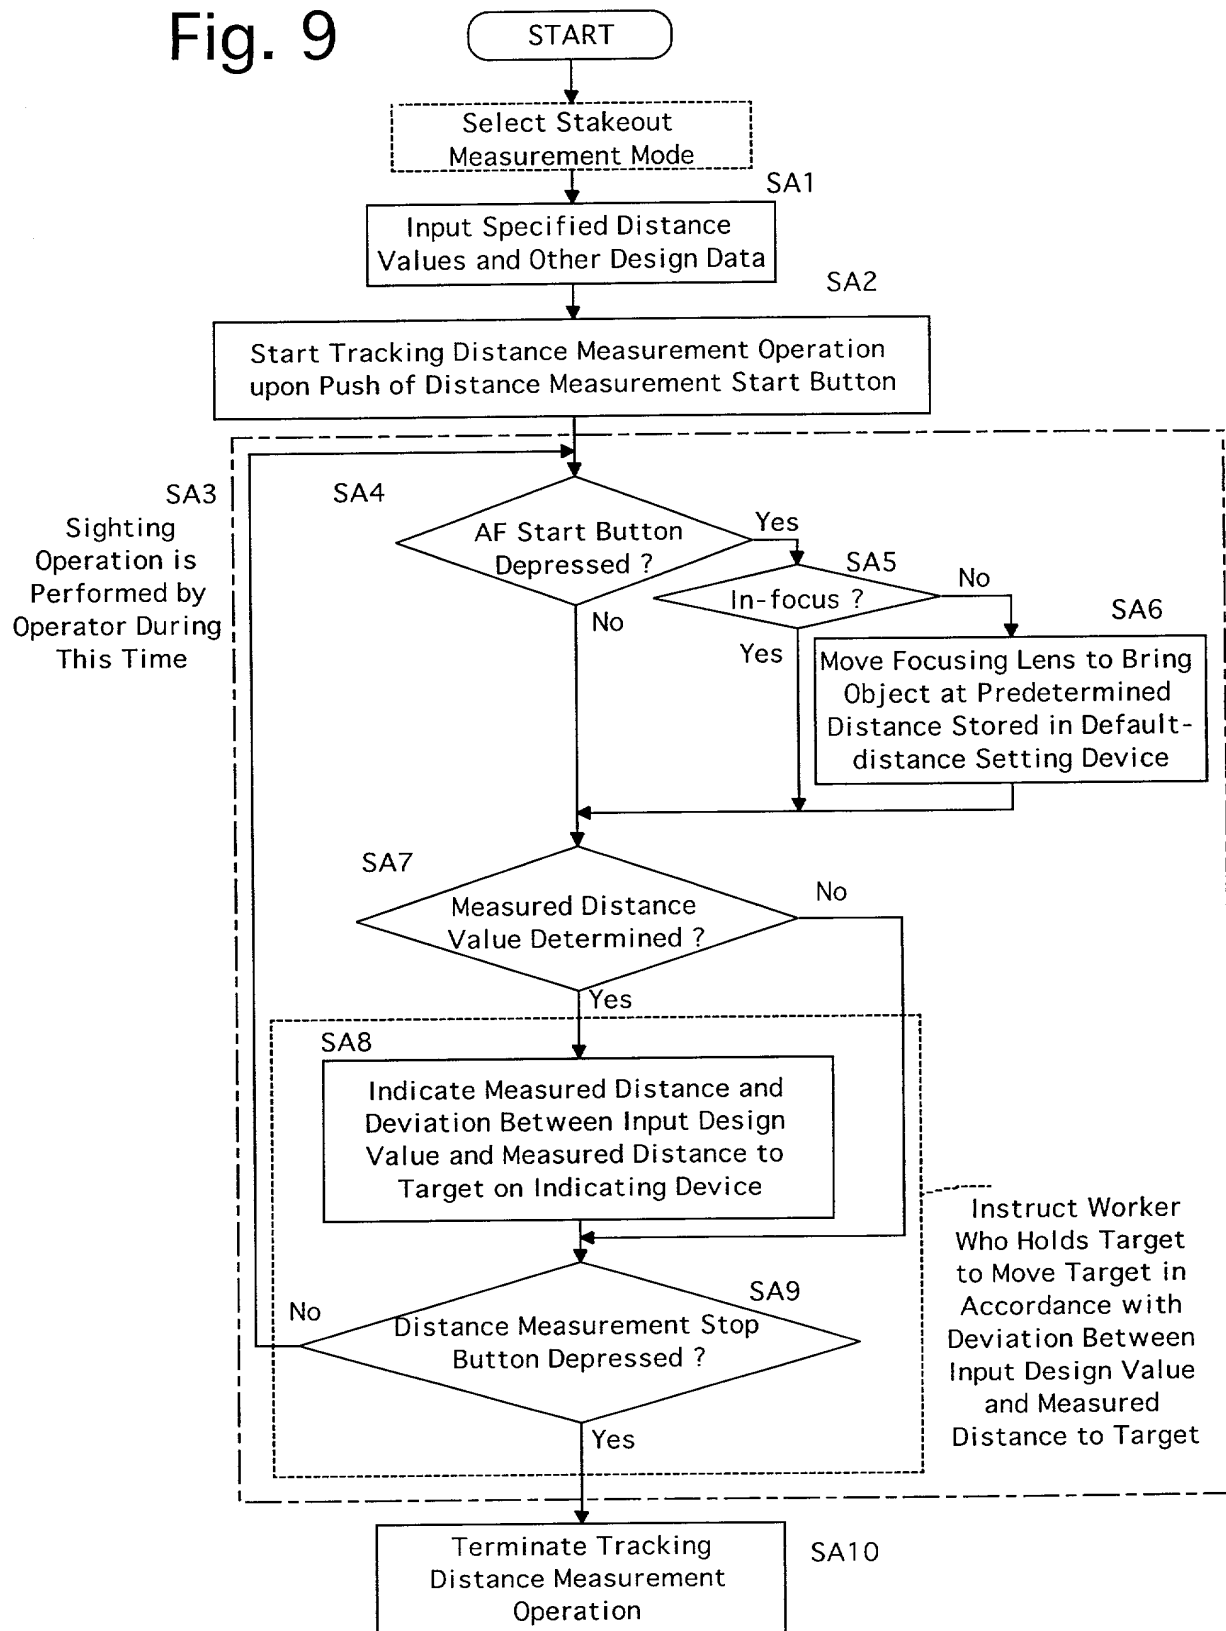 Fig. 9
START
Select Stakeout
Measurement Mode
SA1
Input Specified Distance
Values and Other Design Data
SA2
Start Tracking Distance Measurement Operation
upon Push of Distance Measurement Start Button
SA3
Sighting
Operation is
Performed by
Operator During
This Time
SA4
AF Start Button
Depressed ?
Yes
No
SA5
In-focus ?
No
Yes
SA6
Move Focusing Lens to Bring
Object at Predetermined
Distance Stored in Default-
distance Setting Device
SA7
Measured Distance
Value Determined ?
No
Yes
SA8
Indicate Measured Distance and
Deviation Between Input Design
Value and Measured Distance to
Target on Indicating Device
Instruct Worker
Who Holds Target
to Move Target in
Accordance with
Deviation Between
Input Design Value
and Measured
Distance to Target
SA9
Distance Measurement Stop
Button Depressed ?
No
Yes
Terminate Tracking
Distance Measurement
Operation
SA10